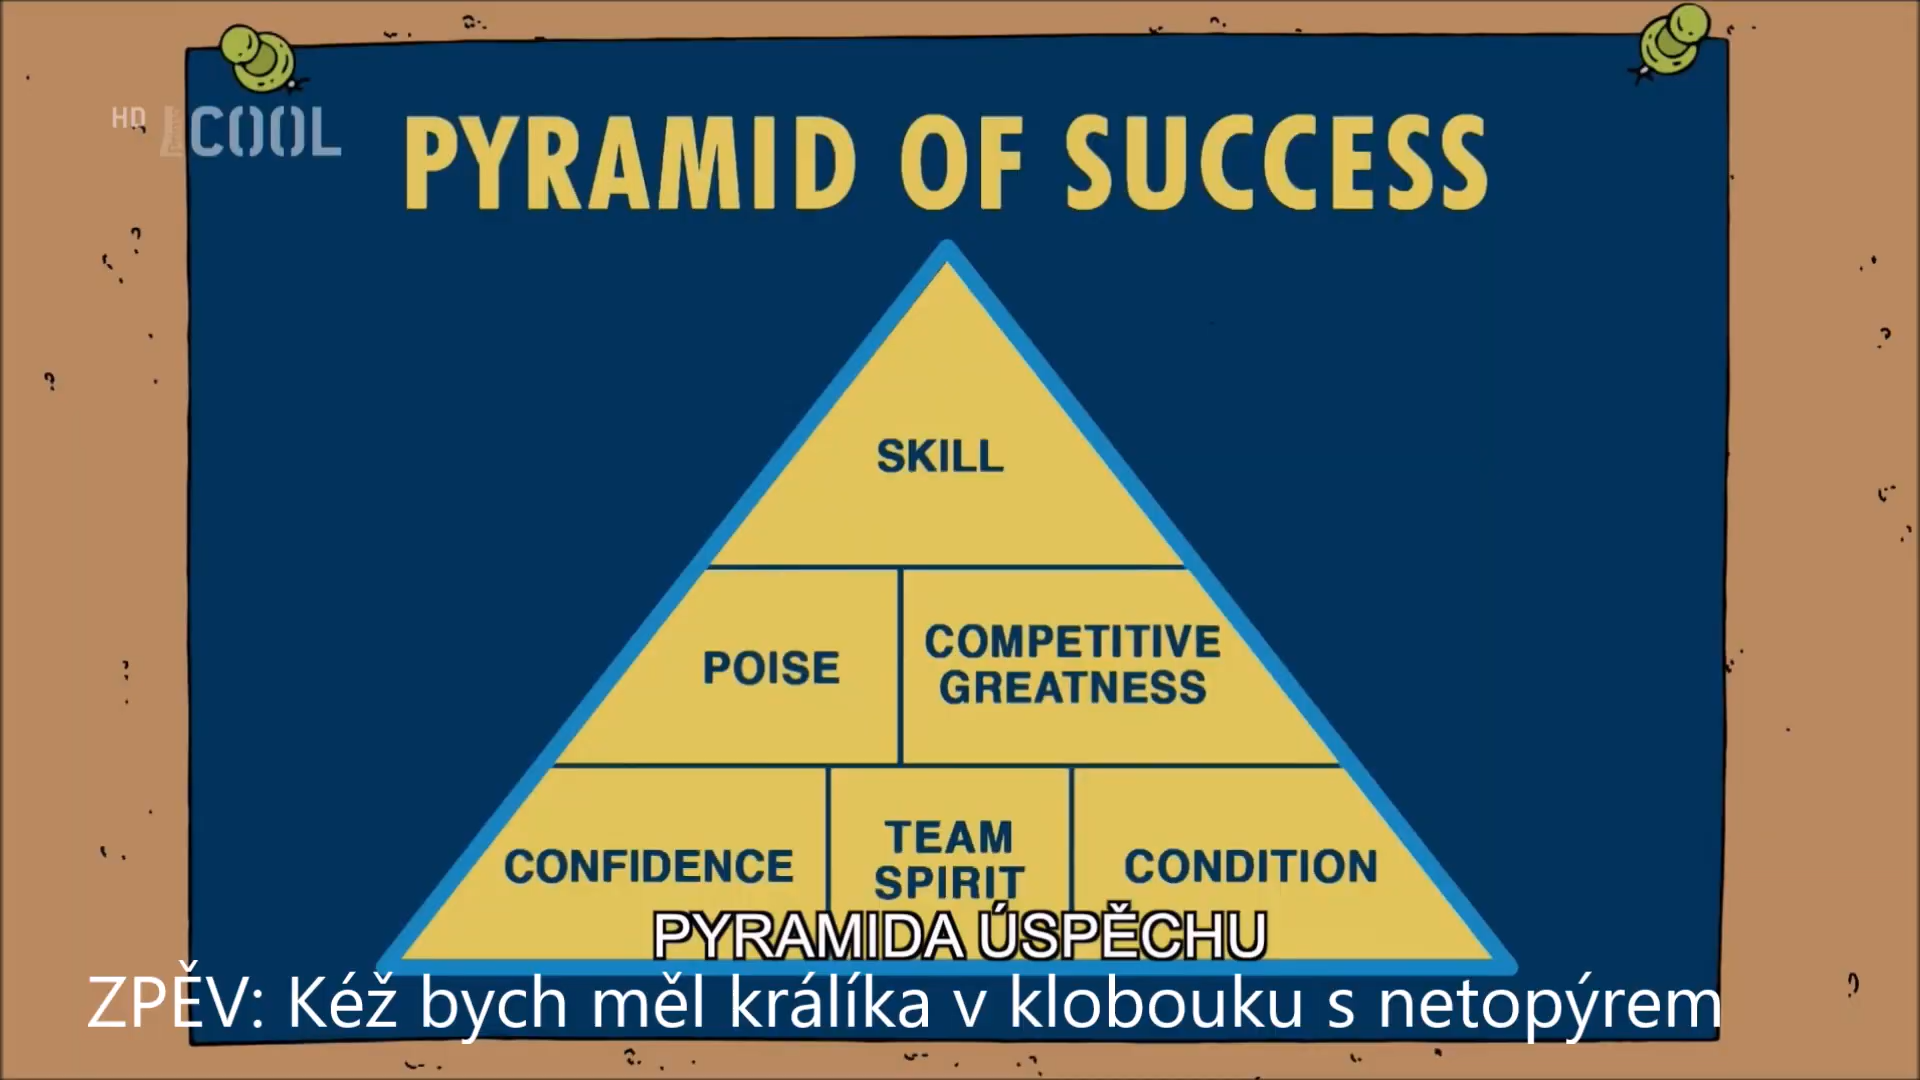 HD COOL
PYRAMID OF SUCCESS
SKILL
POISE
COMPETITIVE
GREATNESS
CONFIDENCE
TEAM
SPIRIT
CONDITION
PYRAMIDA ÚSPĚCHU
ZPĚV: Kéž bych měl králíka v klobouku s netopýrem